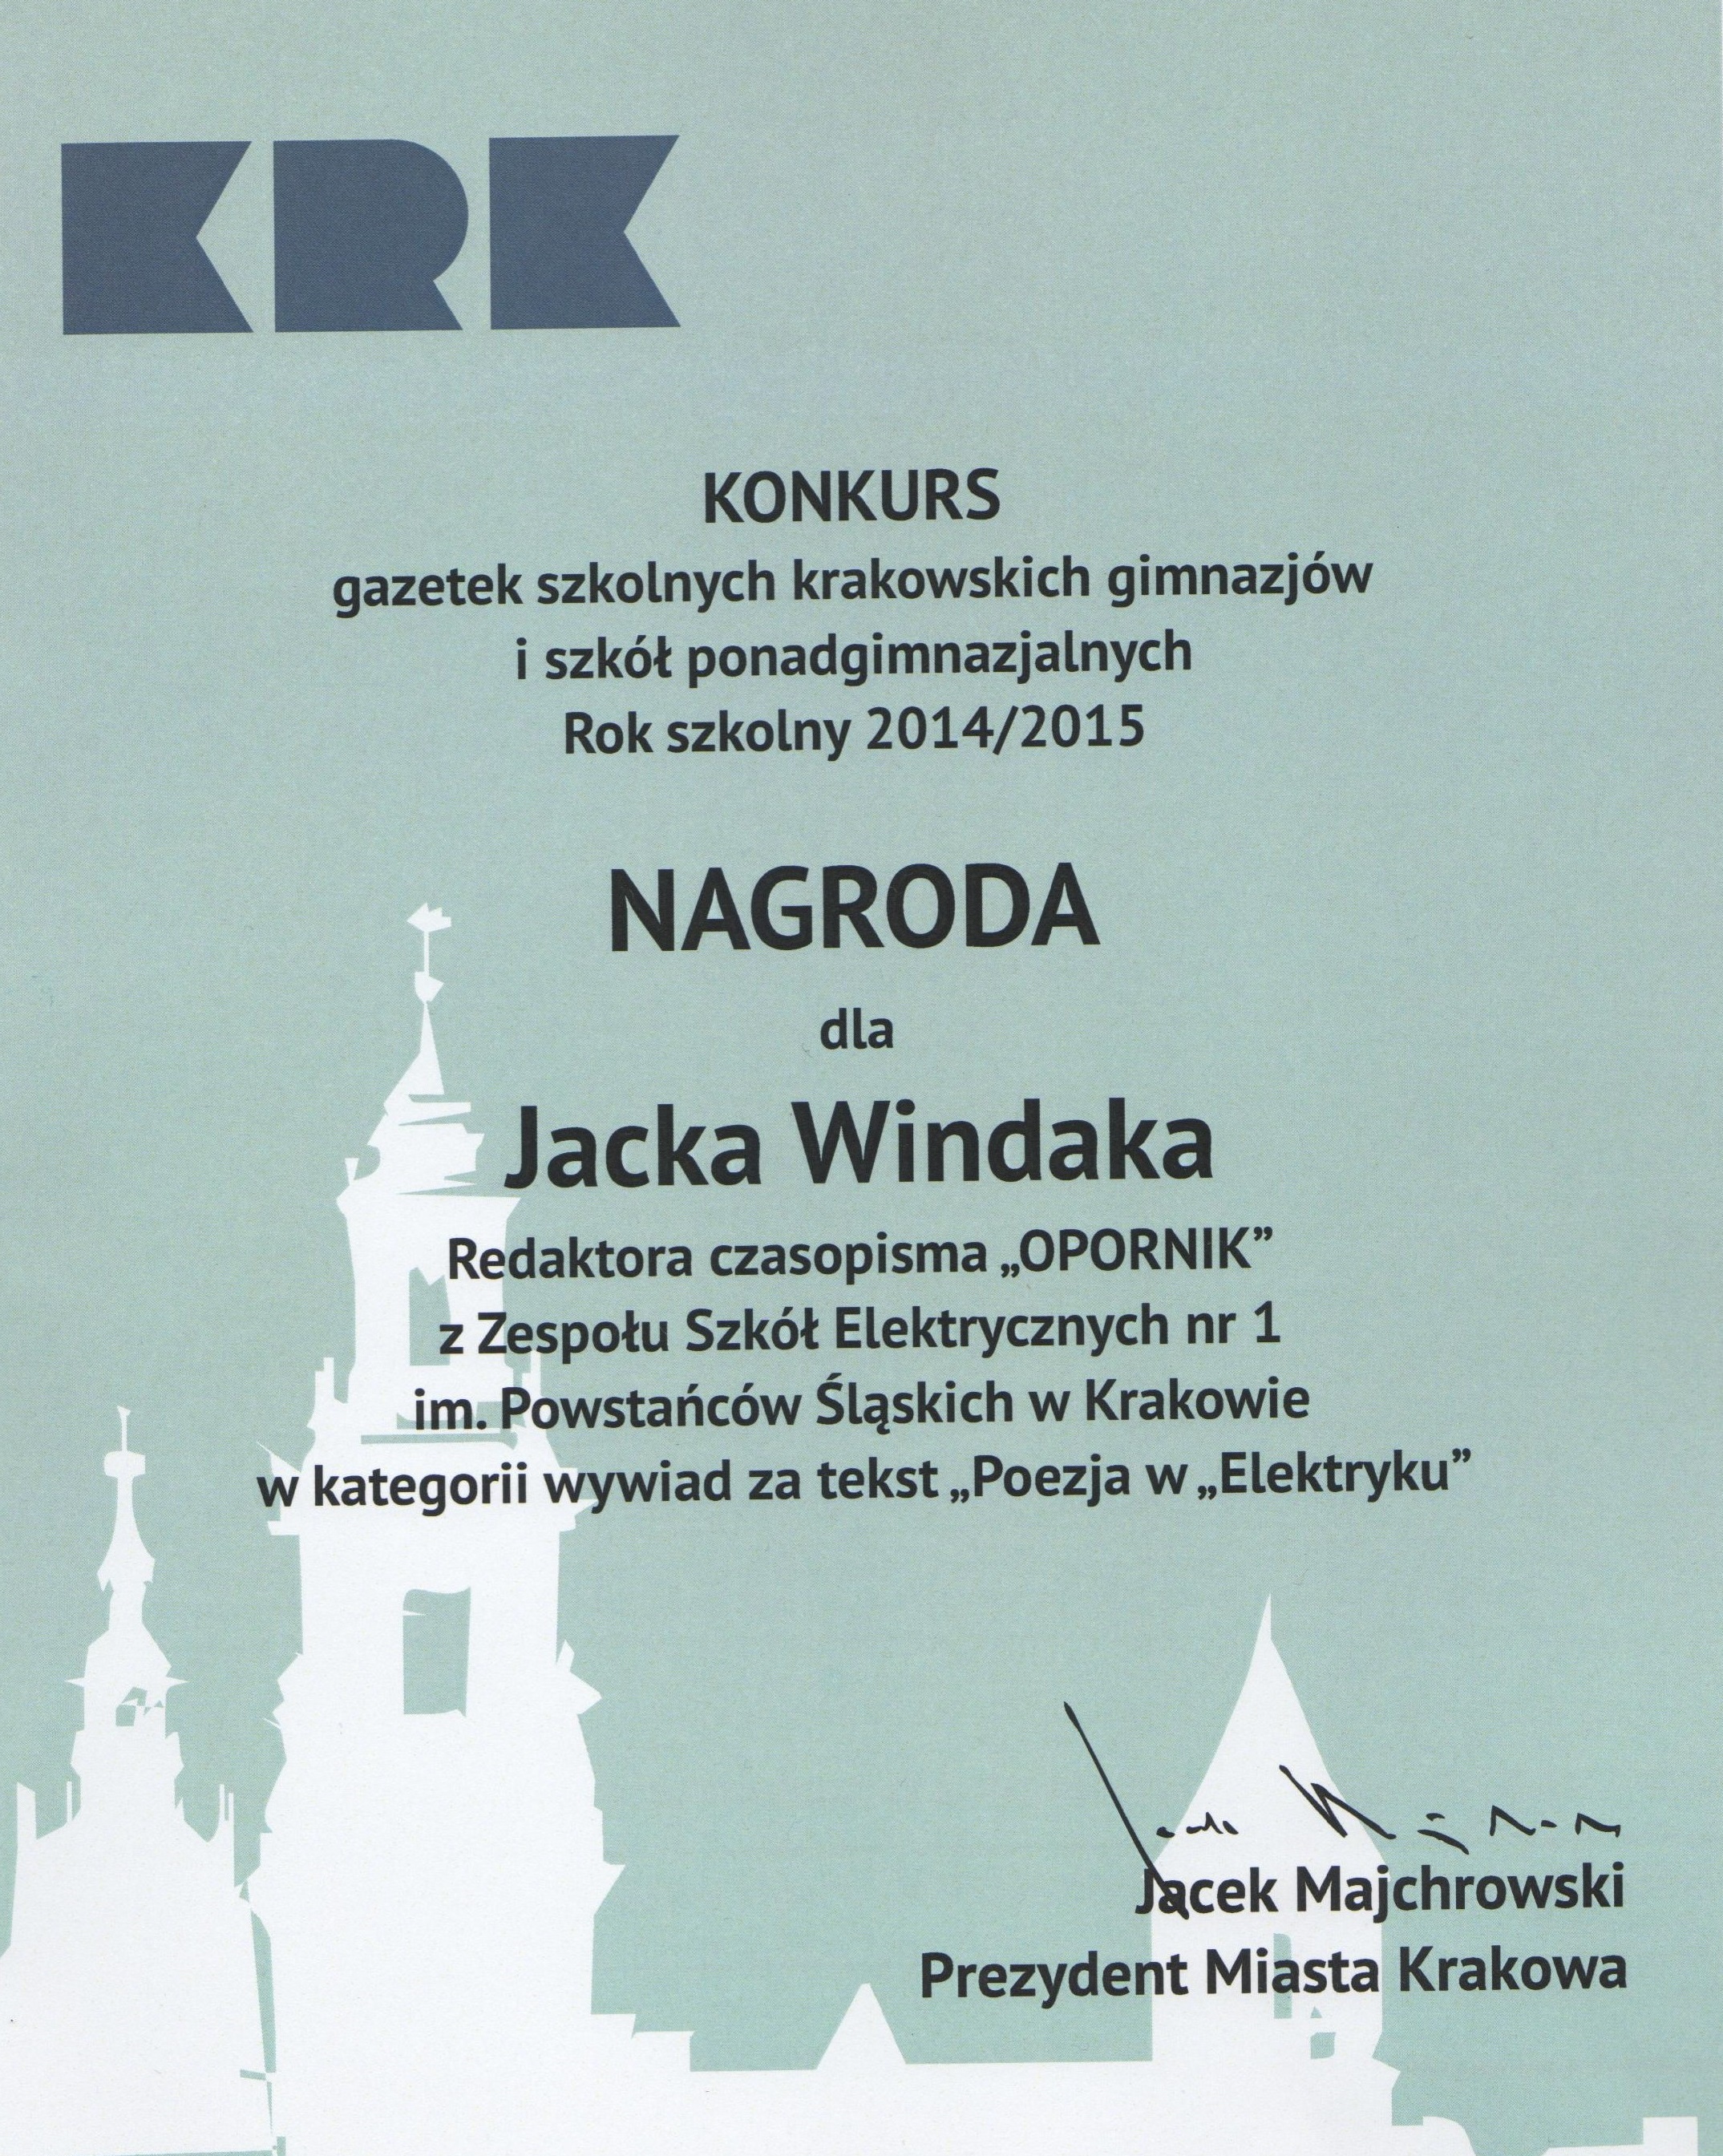 KRK
KONKURS
gazetek szkolnych krakowskich gimnazjów
i szkół ponadgimnazjalnych
Rok szkolny 2014/2015
NAGRODA
dla
Jacka Windaka
Redaktora czasopisma „OPORNIK”
z Zespołu Szkół Elektrycznych nr 1
im. Powstańców Śląskich w Krakowie
w kategorii wywiad za tekst „Poezja w „Elektryku”
Jacek Majchrowski
Prezydent Miasta Krakowa